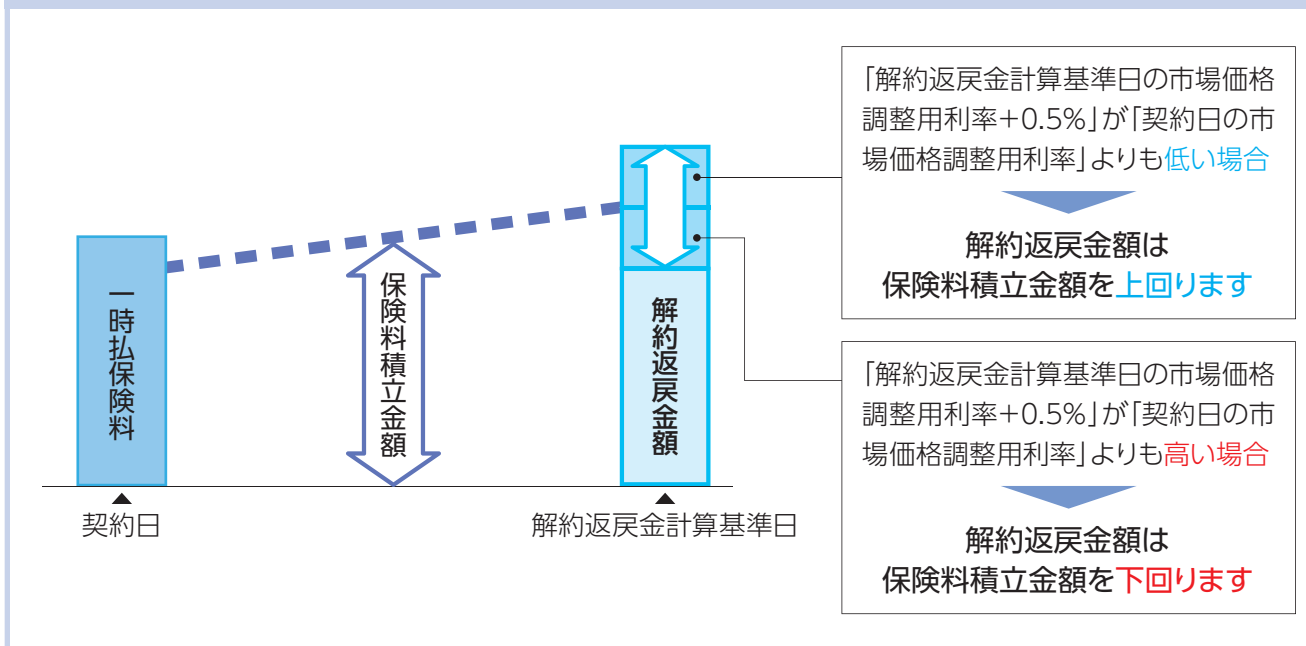 「解約返戻金計算基準日の市場価格
調整用利率+0.5%」が「契約日の市
場価格調整用利率」よりも低い場合
解約返戻金額は
保険料積立金額を上回ります
一時払保険料
保険料積立金額
解約返戻金額
「解約返戻金計算基準日の市場価格
調整用利率+0.5%」が「契約日の市
場価格調整用利率」よりも高い場合
解約返戻金額は
保険料積立金額を下回ります
契約日
解約返戻金計算基準日